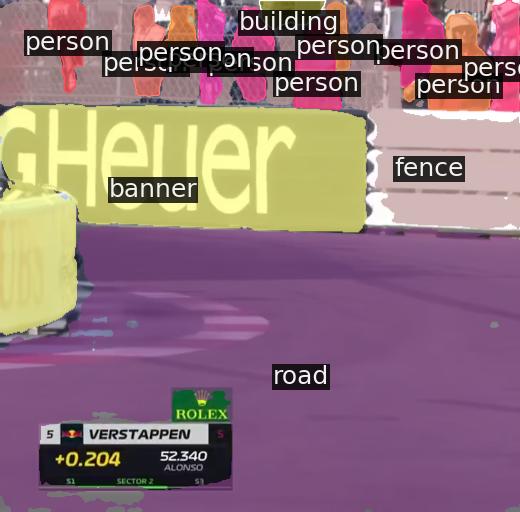 building
person
person
person
person
person
person
person
person
GHeuer
fence
banner
road
ROLEX
5 VERSTAPPEN 5
+0.204 52.340
ALONSO
S1 SECTOR 2 S3